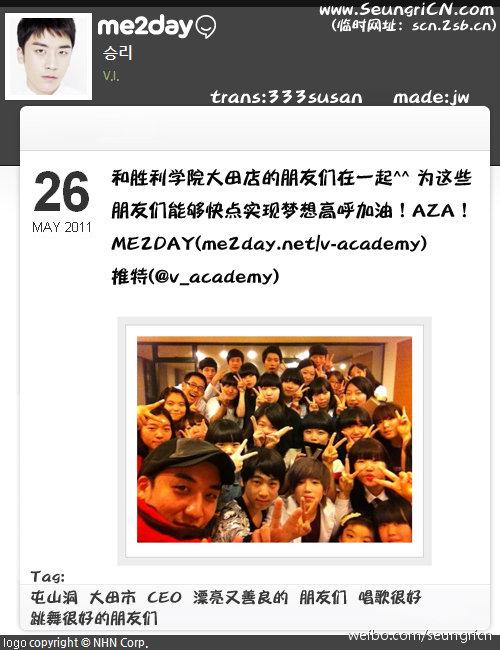 www.SeungriCN.com
(临时网址：scn.2sb.cn)
me2day
승리
V.I.
trans:333susan made:jw
26
MAY 2011
和胜利学院大田店的朋友们在一起^^ 为这些
朋友们能够快点实现梦想高呼加油！AZA！
ME2DAY(me2day.net/v-academy)
推特(@v_academy)
Tag:
屯山洞 大田市 CEO 漂亮又善良的 朋友们 唱歌很好
跳舞很好的朋友们
weibo.com/seungricn
logo copyright © NHN Corp.